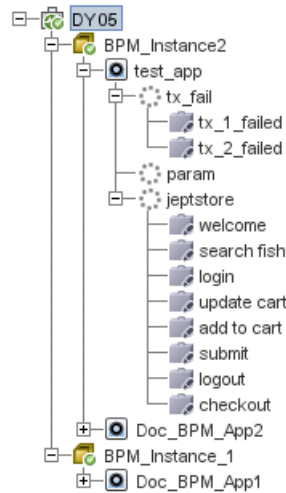 DY05
BPM_Instance2
test_app
tx_fail
tx_1_failed
tx_2_failed
param
jeptstore
welcome
search fish
login
update cart
add to cart
submit
logout
checkout
Doc_BPM_App2
BPM_Instance_1
Doc_BPM_App1